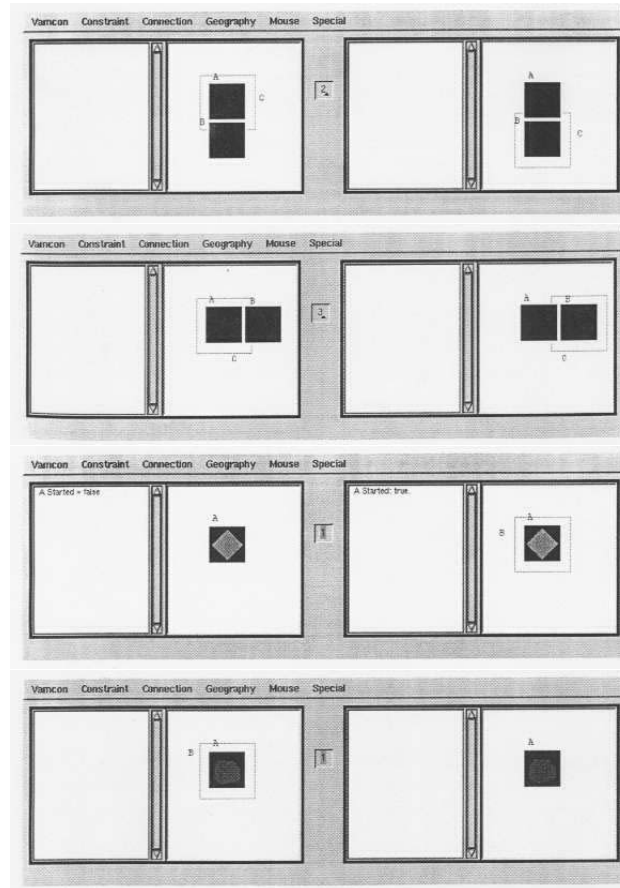 Vamcon Constraint Connection Geography Mouse Special
A A
C 2
B B C
Vamcon Constraint Connection Geography Mouse Special
A B 3 A B
C C
Vamcon Constraint Connection Geography Mouse Special
A Started = false A Started: true.
A A
1 B
Vamcon Constraint Connection Geography Mouse Special
A A
B 1